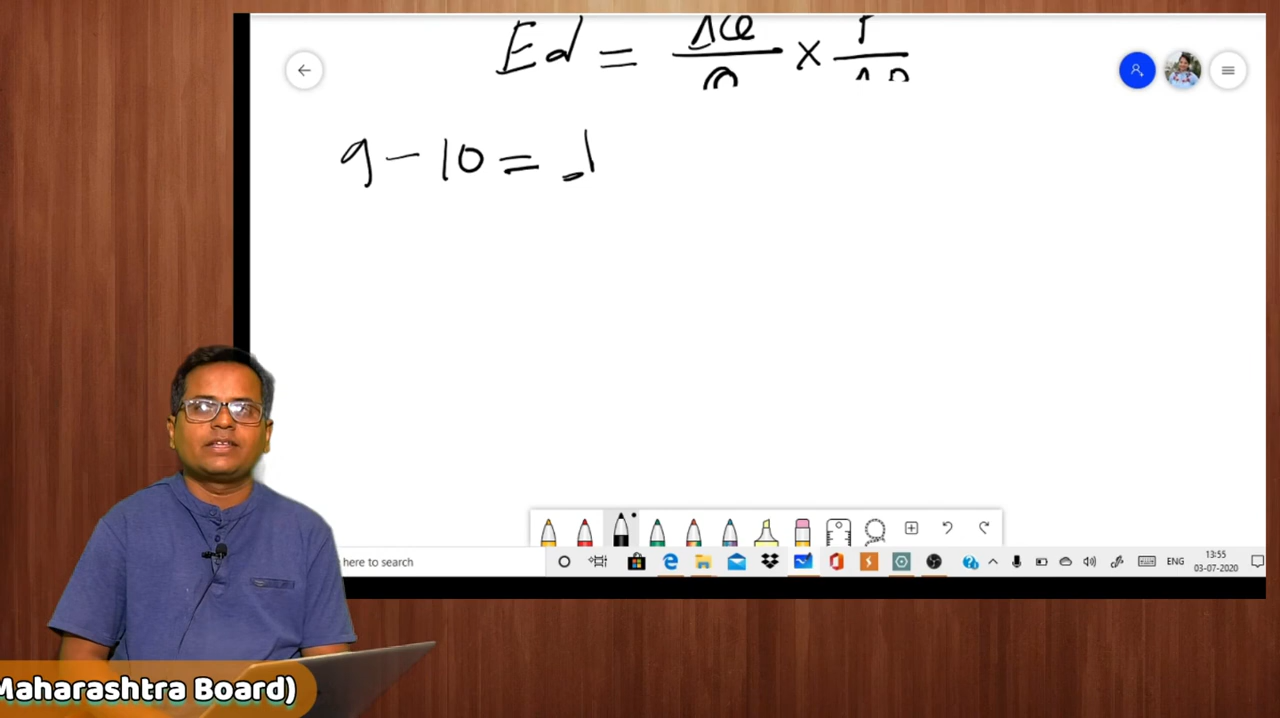 Ed = ΔQ/Q × P/ΔP
9 - 10 = -1
here to search
ENG
13:55
03-07-2020
Maharashtra Board)